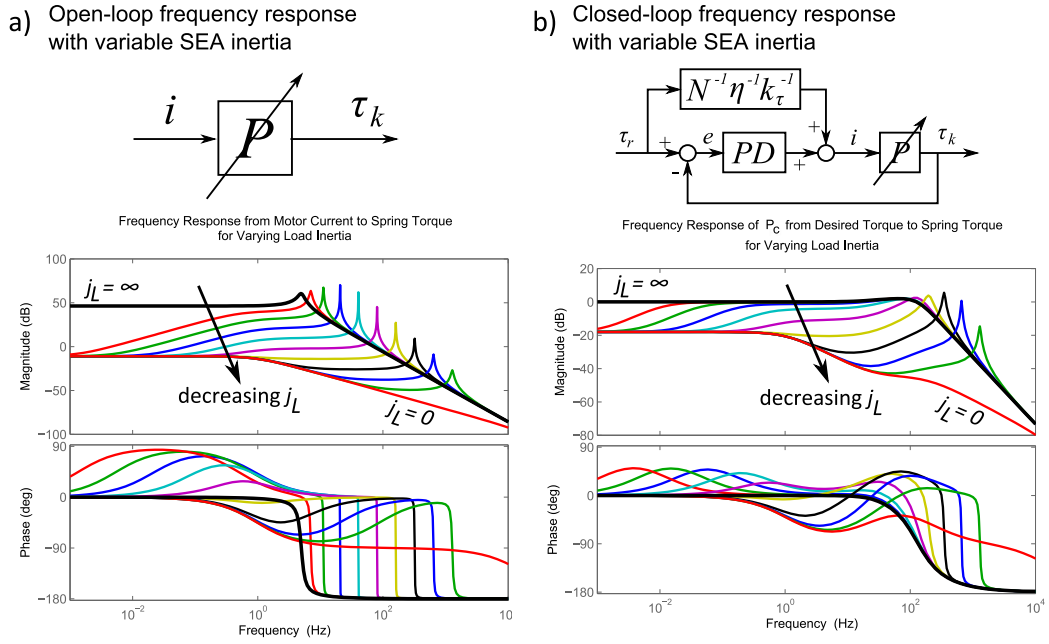 a) Open-loop frequency response
with variable SEA inertia
i
P
τk
Frequency Response from Motor Current to Spring Torque
for Varying Load Inertia
100
50
0
−50
−100
Magnitude (dB)
jL = ∞
decreasing jL
jL=0
90
0
−90
−180
Phase (deg)
10−2
100
102
10
Frequency (Hz)
b) Closed-loop frequency response
with variable SEA inertia
N-1η-1kτ-1
τr
+
-
e
PD
+
+
i
P
τk
Frequency Response of Pc from Desired Torque to Spring Torque
for Varying Load Inertia
20
0
−20
−40
−60
−80
Magnitude (dB)
jL = ∞
decreasing jL
jL=0
90
0
−90
−180
Phase (deg)
10−2
100
102
104
Frequency (Hz)